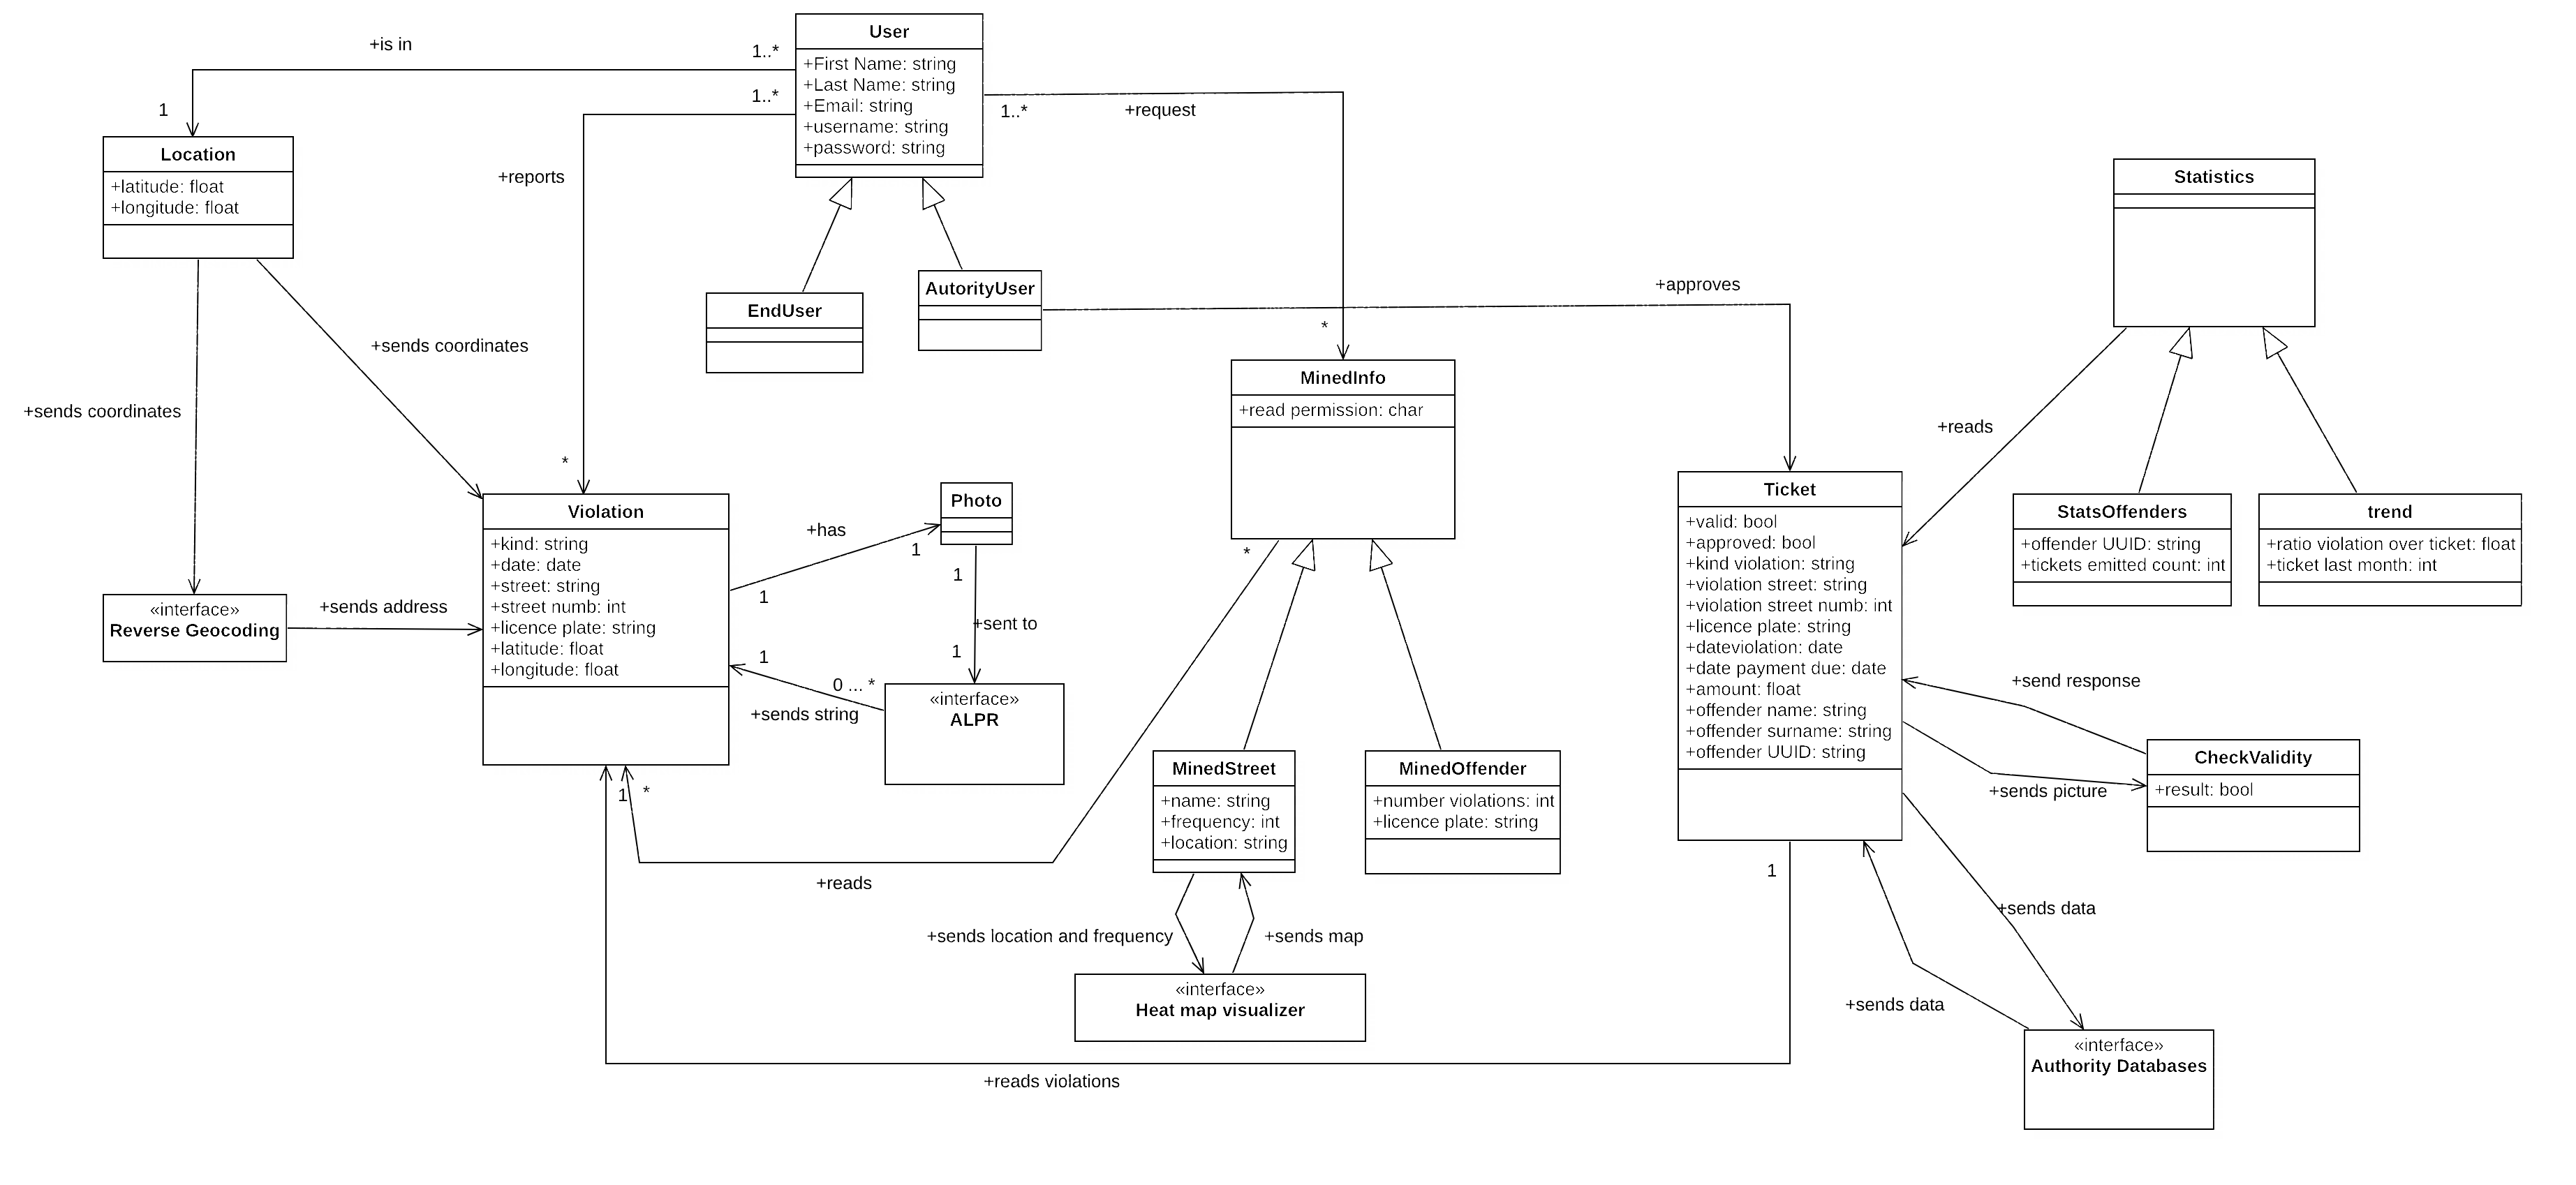 User
+First Name: string
+Last Name: string
+Email: string
+username: string
+password: string
+is in
1..*
1
1..*
+reports
*
1..*
+request
*
Location
+latitude: float
+longitude: float
+sends coordinates
+sends coordinates
EndUser
AutorityUser
+approves
Statistics
+reads
MinedInfo
+read permission: char
*
Violation
+kind: string
+date: date
+street: string
+street numb: int
+licence plate: string
+latitude: float
+longitude: float
+has
1
1
Photo
1
+sent to
1
«interface»
ALPR
0 ... *
1
+sends string
«interface»
Reverse Geocoding
+sends address
1
*
+reads
Ticket
+valid: bool
+approved: bool
+kind violation: string
+violation street: string
+violation street numb: int
+licence plate: string
+dateviolation: date
+date payment due: date
+amount: float
+offender name: string
+offender surname: string
+offender UUID: string
1
StatsOffenders
+offender UUID: string
+tickets emitted count: int
trend
+ratio violation over ticket: float
+ticket last month: int
+send response
+sends picture
CheckValidity
+result: bool
MinedStreet
+name: string
+frequency: int
+location: string
MinedOffender
+number violations: int
+licence plate: string
+sends location and frequency
+sends map
«interface»
Heat map visualizer
+sends data
+sends data
«interface»
Authority Databases
+reads violations